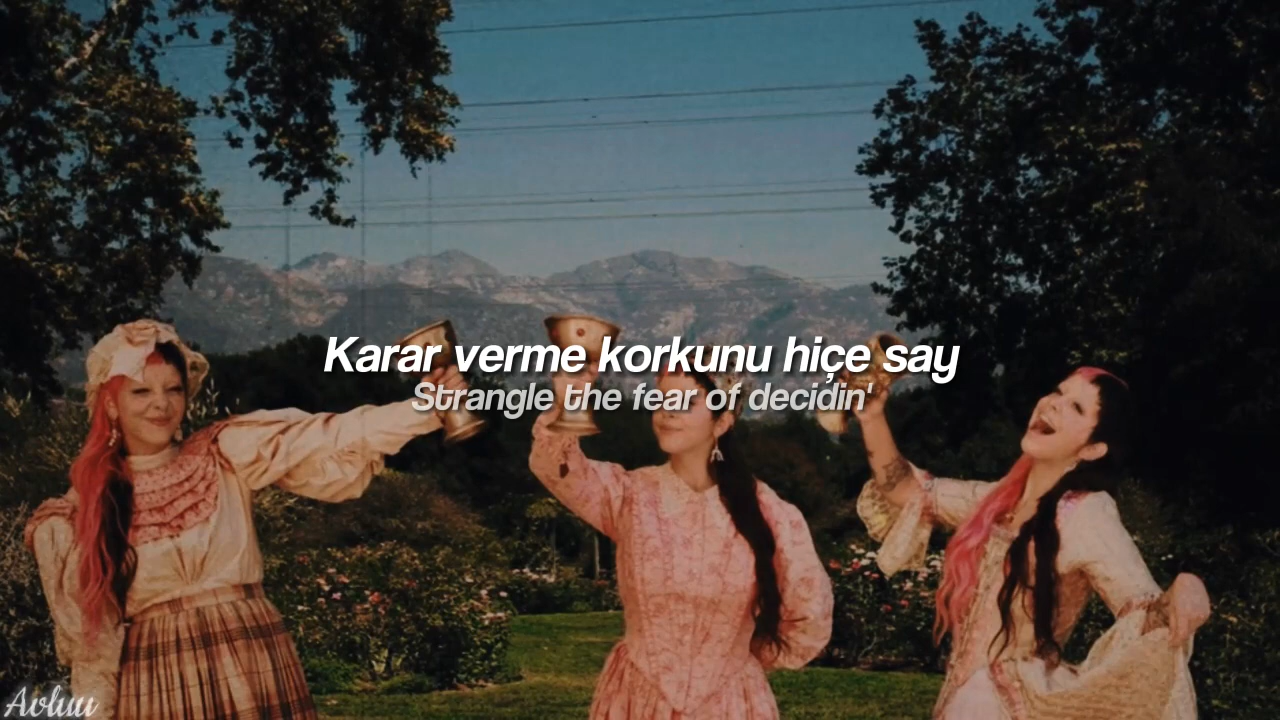 Karar verme korkunu hiçe say
Strangle the fear of decidin'
Avluu